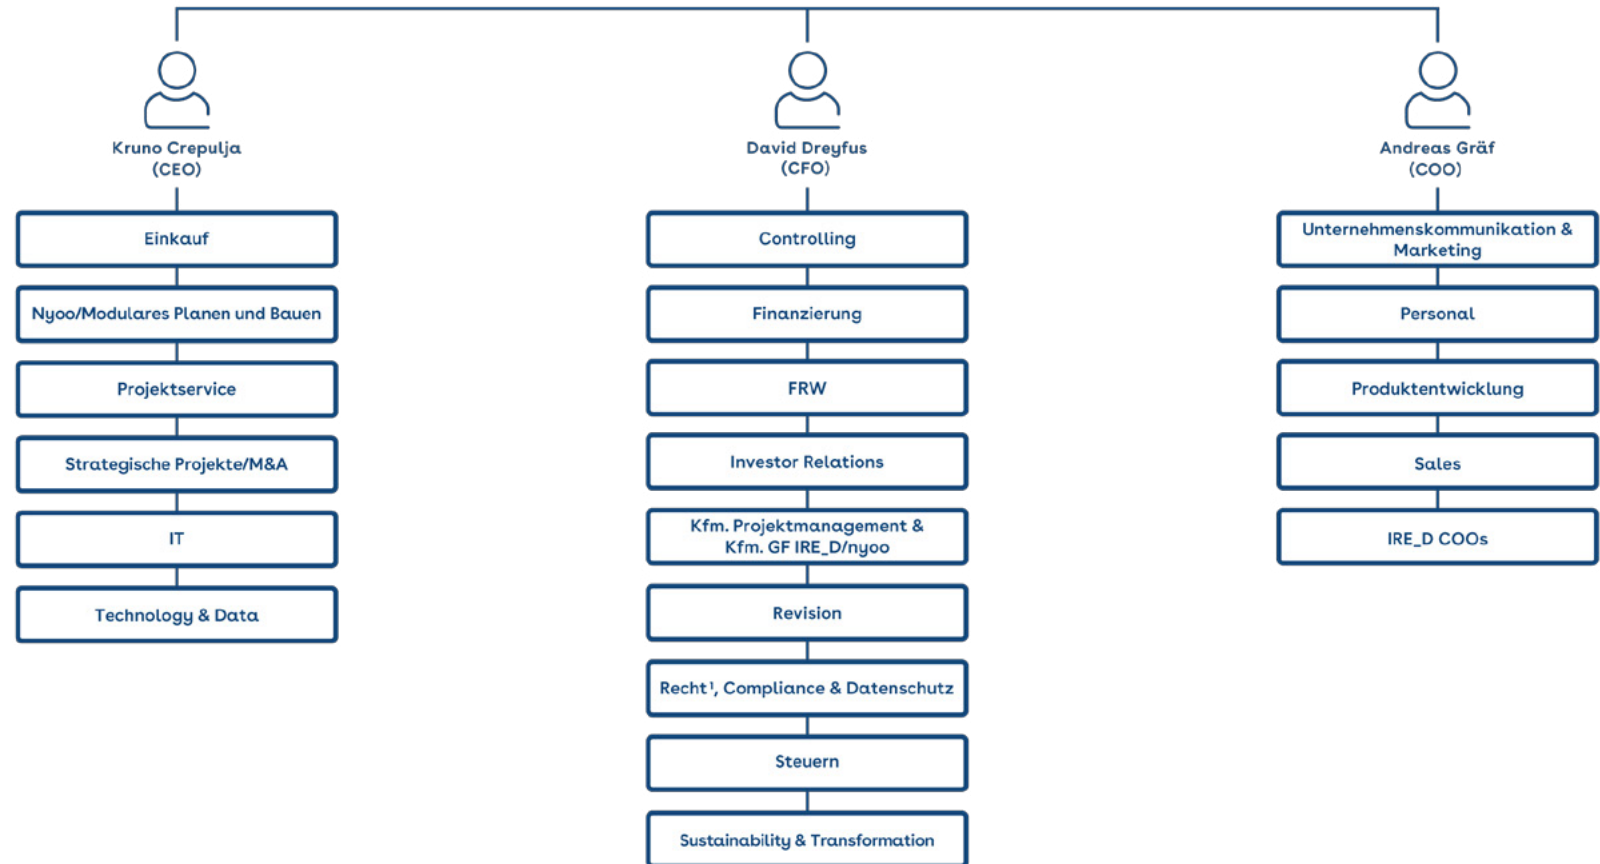 Kruno Crepulja
(CEO)
Einkauf
Nyoo/Modulares Planen und Bauen
Projektservice
Strategische Projekte/M&A
IT
Technology & Data
David Dreyfus
(CFO)
Controlling
Finanzierung
FRW
Investor Relations
Kfm. Projektmanagement &
Kfm. GF IRE_D/nyoo
Revision
Recht¹, Compliance & Datenschutz
Steuern
Sustainability & Transformation
Andreas Gräf
(COO)
Unternehmenskommunikation &
Marketing
Personal
Produktentwicklung
Sales
IRE_D COOs